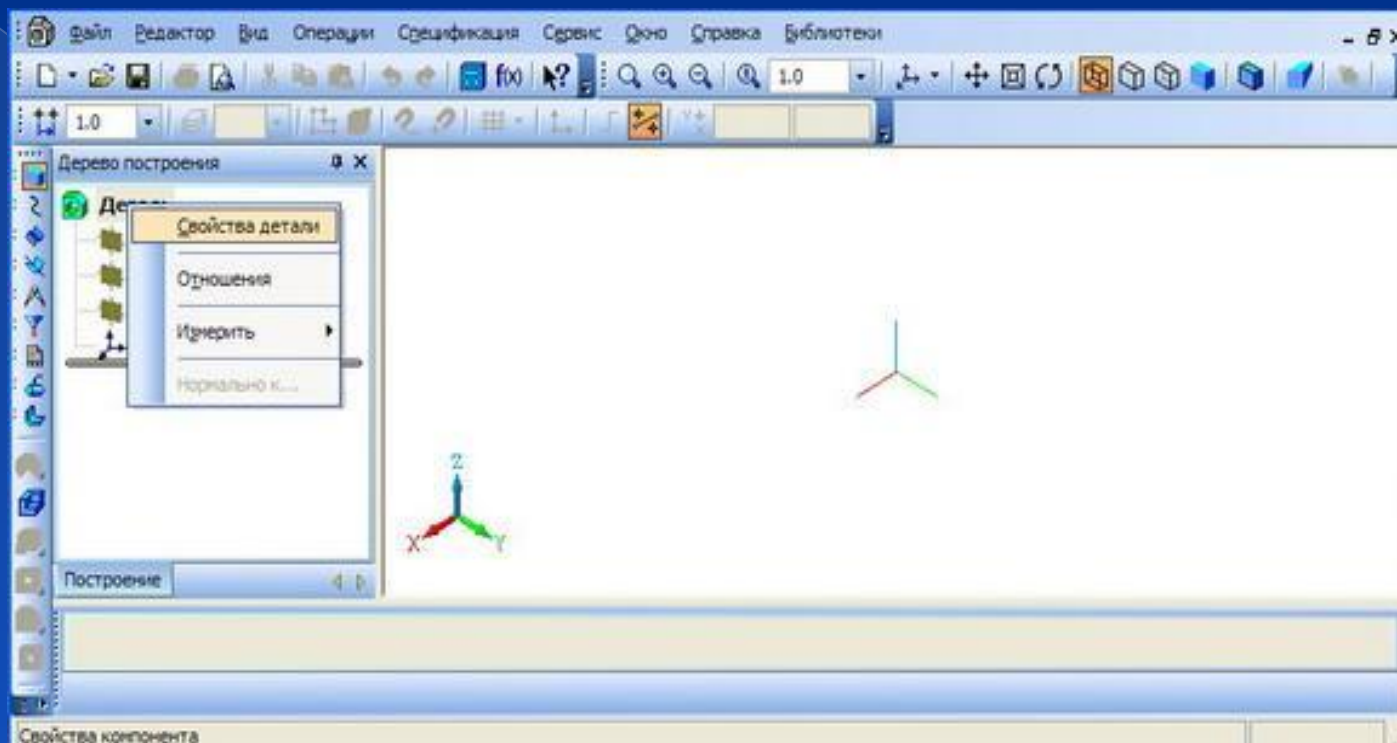 Файл Редактор Вид Операции Спецификация Сервис Окно Справка Библиотеки
f(x) 1.0
1.0
Дерево построения
Свойства детали
Отношения
Измерить
Нормально к...
Z
X Y
Построение
Свойства компонента